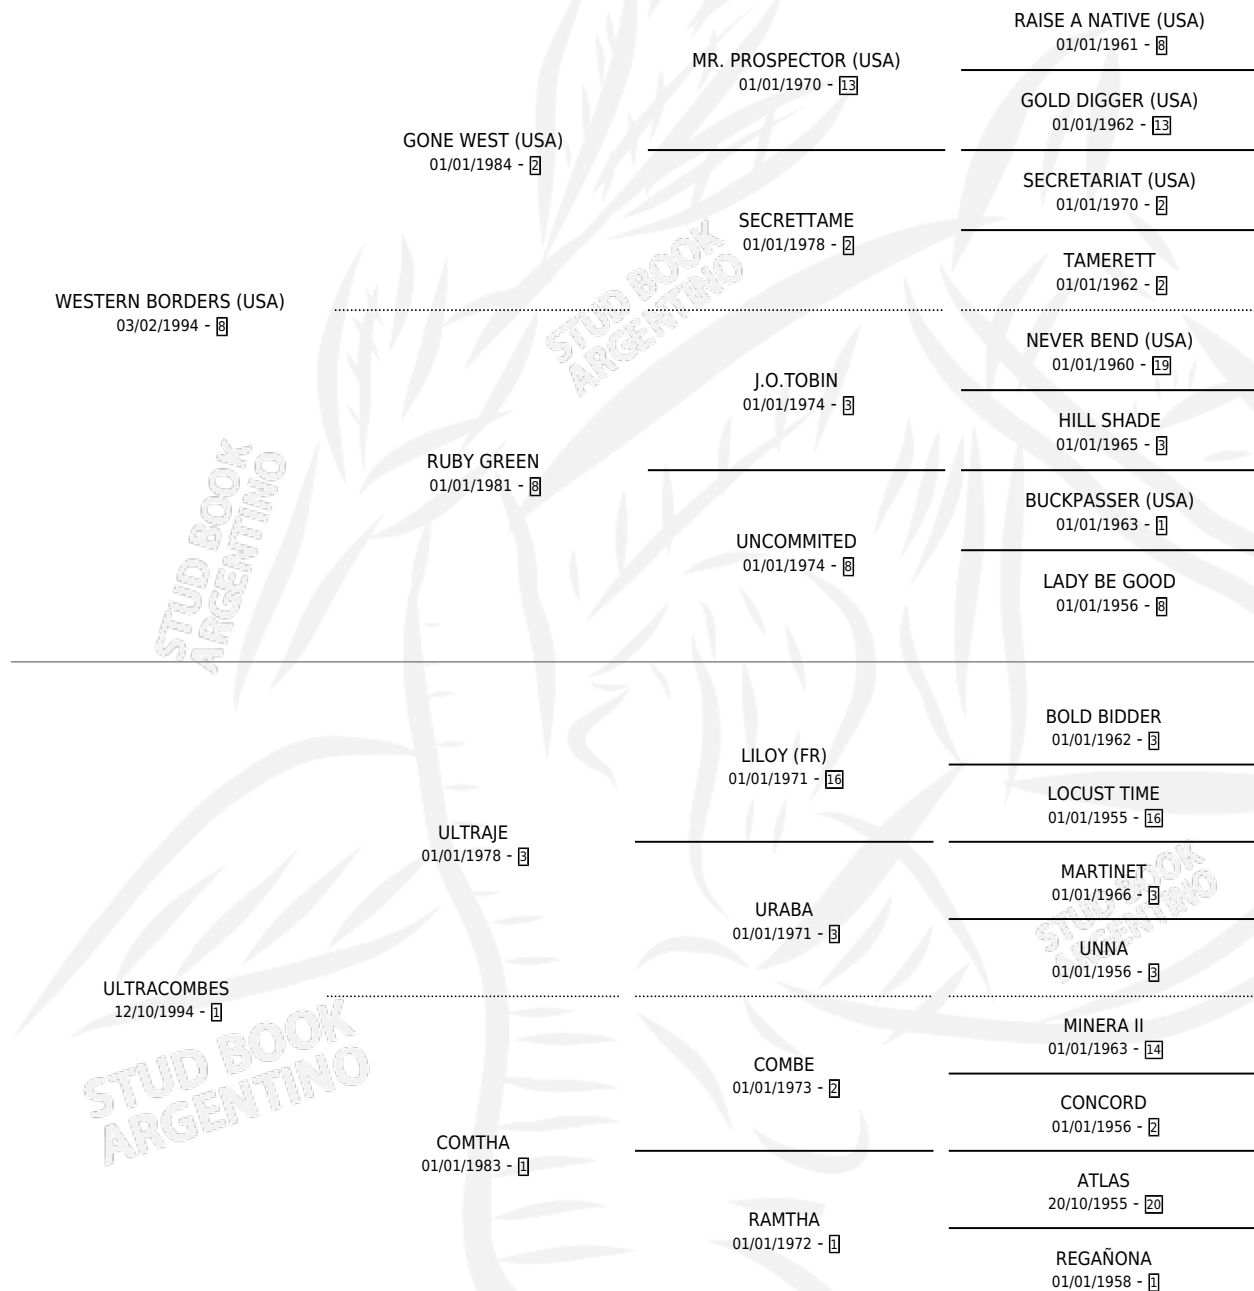 RAISE A NATIVE (USA)
01/01/1961 - 8
MR. PROSPECTOR (USA)
01/01/1970 - 13
GOLD DIGGER (USA)
01/01/1962 - 13
GONE WEST (USA)
01/01/1984 - 2
SECRETARIAT (USA)
01/01/1970 - 2
SECRETTAME
01/01/1978 - 2
TAMERETT
01/01/1962 - 2
WESTERN BORDERS (USA)
03/02/1994 - 8
NEVER BEND (USA)
01/01/1960 - 19
J.O.TOBIN
01/01/1974 - 3
HILL SHADE
01/01/1965 - 3
RUBY GREEN
01/01/1981 - 8
BUCKPASSER (USA)
01/01/1963 - 1
UNCOMMITED
01/01/1974 - 8
LADY BE GOOD
01/01/1956 - 8
BOLD BIDDER
01/01/1962 - 3
LILOY (FR)
01/01/1971 - 16
LOCUST TIME
01/01/1955 - 16
ULTRAJE
01/01/1978 - 3
MARTINET
01/01/1966 - 3
URABA
01/01/1971 - 3
UNNA
01/01/1956 - 3
ULTRACOMBES
12/10/1994 - 1
MINERA II
01/01/1963 - 14
COMBE
01/01/1973 - 2
CONCORD
01/01/1956 - 2
COMTHA
01/01/1983 - 1
ATLAS
20/10/1955 - 20
RAMTHA
01/01/1972 - 1
REGAÑONA
01/01/1958 - 1
STUD BOOK
ARGENTINO
STUD BOOK
ARGENTINO
STUD BOOK
ARGENTINO
STUD BOOK
ARGENTINO